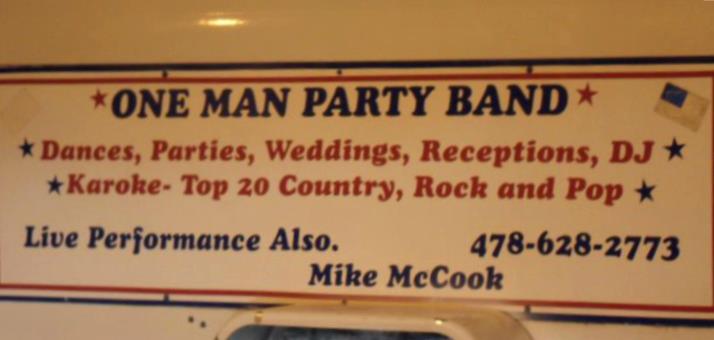 ★ONE MAN PARTY BAND★
★Dances, Parties, Weddings, Receptions, DJ★
★Karoke- Top 20 Country, Rock and Pop★
Live Performance Also. 478-628-2773
Mike McCook